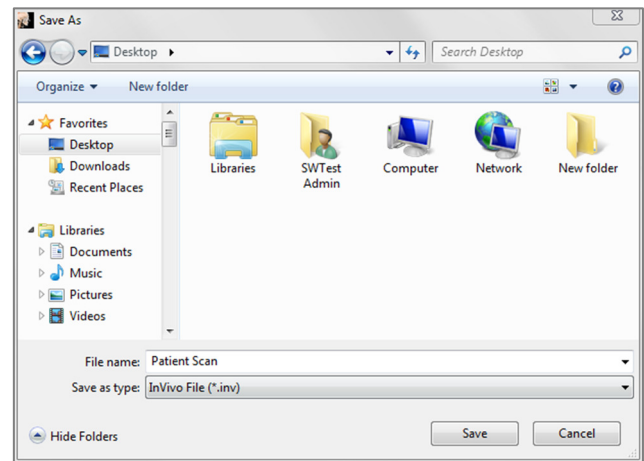 Save As
Desktop
Search Desktop
Organize
New folder
Favorites
Desktop
Downloads
Recent Places
Libraries
Documents
Music
Pictures
Videos
Libraries
SWTest
Admin
Computer
Network
New folder
File name: Patient Scan
Save as type: InVivo File (*.inv)
Hide Folders
Save
Cancel